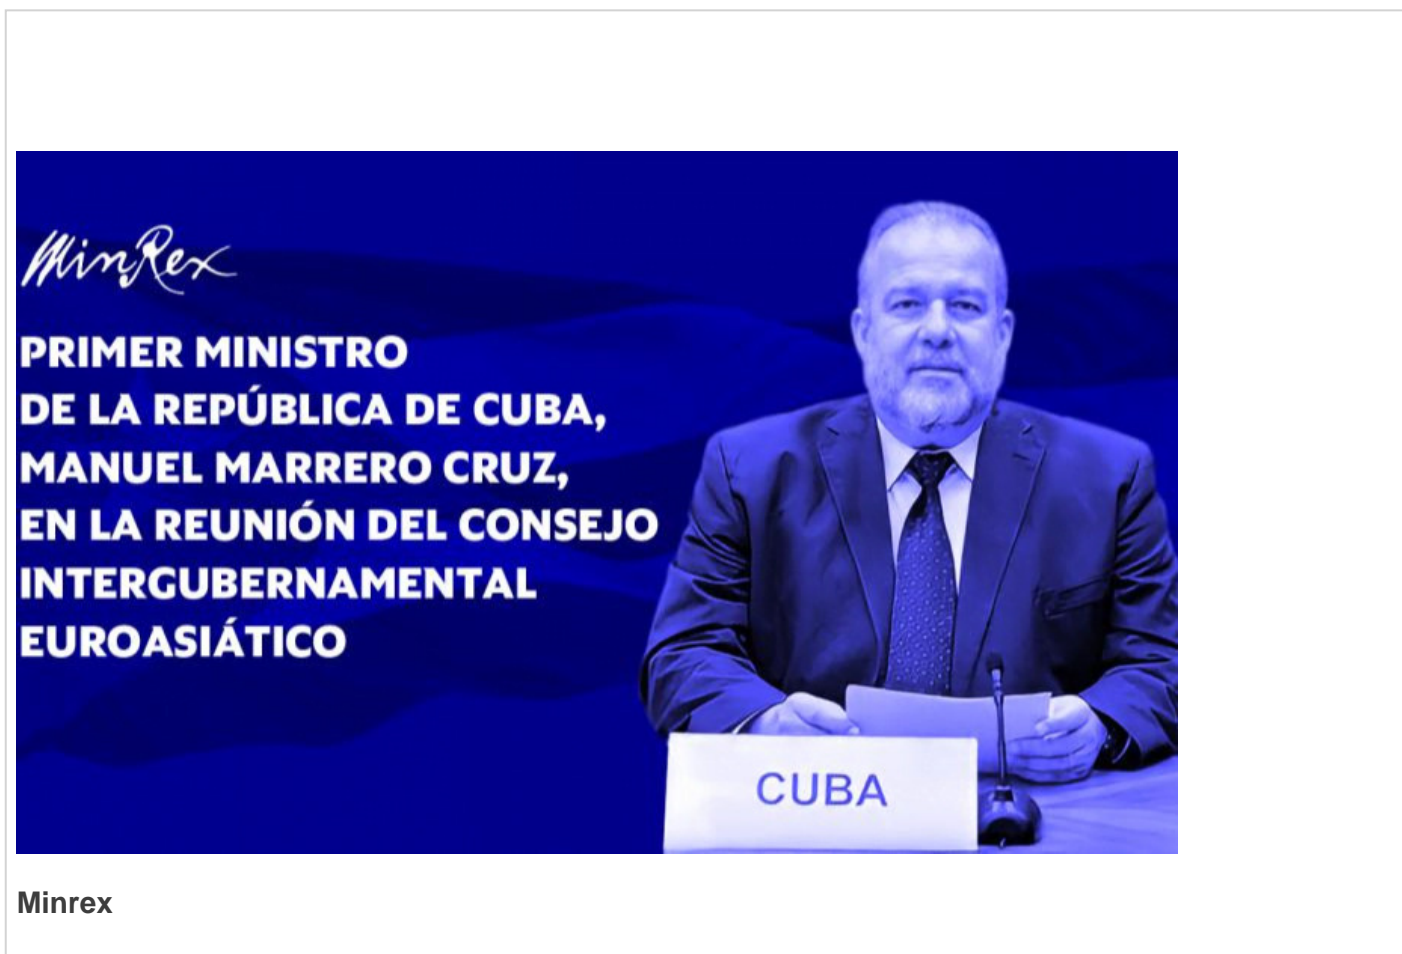 MinRex
PRIMER MINISTRO
DE LA REPÚBLICA DE CUBA,
MANUEL MARRERO CRUZ,
EN LA REUNIÓN DEL CONSEJO
INTERGUBERNAMENTAL
EUROASIÁTICO
CUBA
Minrex